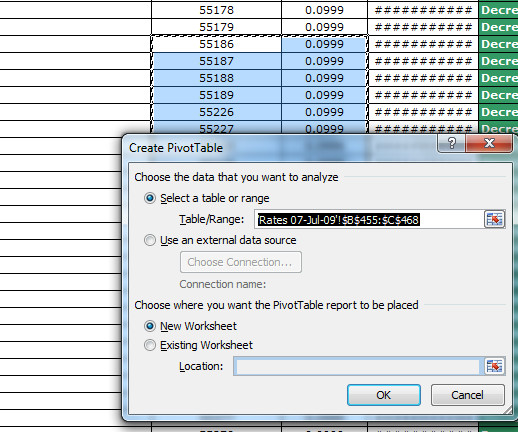 55178 0.0999 ########### Decre
55179 0.0999 ########### Decre
55186 0.0999 ########### Decre
55187 0.0999 ########### Decre
55188 0.0999 ########### Decre
55189 0.0999 ########### Decre
55226 0.0999 ########### Decre
55227 0.0999 ########### Decre
Create PivotTable
Choose the data that you want to analyze
Select a table or range
Table/Range: 'Rates 07-Jul-09'!$B$455:$C$468
Use an external data source
Choose Connection...
Connection name:
Choose where you want the PivotTable report to be placed
New Worksheet
Existing Worksheet
Location:
OK Cancel